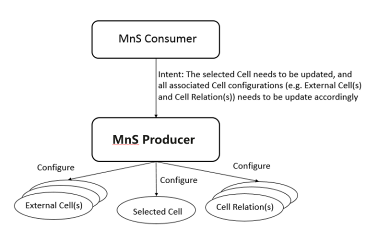 MnS Consumer
Intent: The selected Cell needs to be updated, and
all associated Cell configurations (e.g. External Cell(s)
and Cell Relation(s)) needs to be update accordingly
MnS Producer
Configure
Configure
Configure
External Cell(s)
Selected Cell
Cell Relation(s)